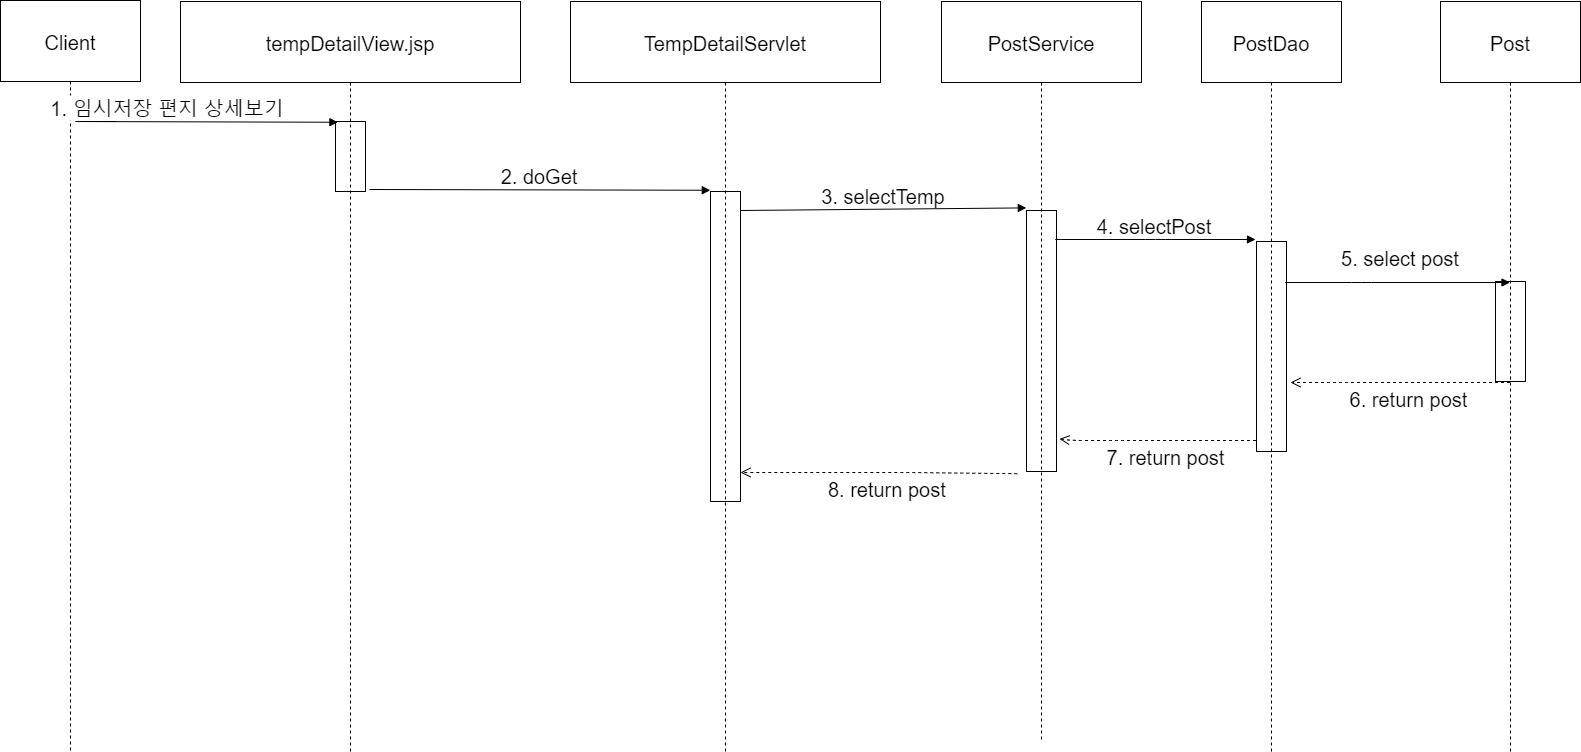 Client
tempDetailView.jsp
TempDetailServlet
PostService
PostDao
Post
1. 임시저장 편지 상세보기
2. doGet
3. selectTemp
4. selectPost
5. select post
6. return post
7. return post
8. return post